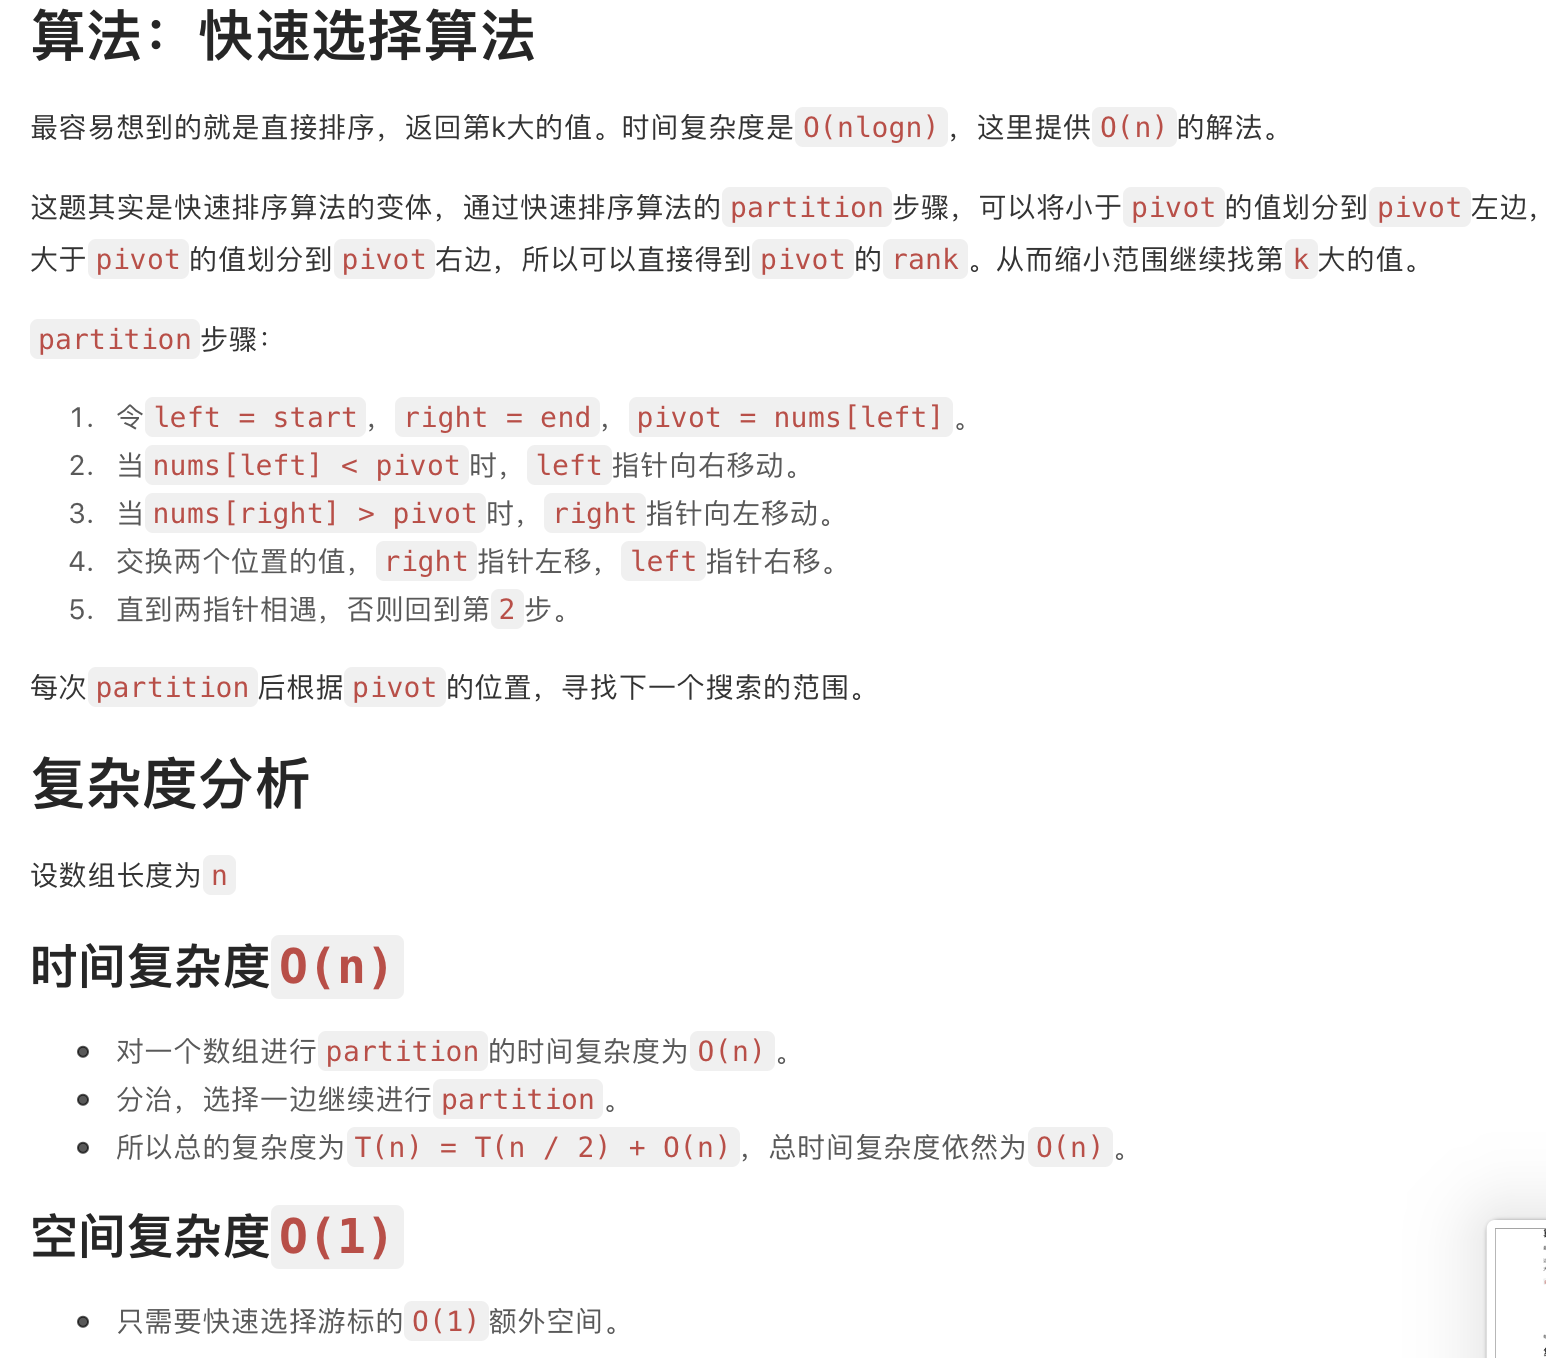 算法：快速选择算法
最容易想到的就是直接排序，返回第k大的值。时间复杂度是O(nlogn)，这里提供O(n)的解法。
这题其实是快速排序算法的变体，通过快速排序算法的partition步骤，可以将小于pivot的值划分到pivot左边，
大于pivot的值划分到pivot右边，所以可以直接得到pivot的rank。从而缩小范围继续找第k大的值。
partition步骤：
1. 令left = start，right = end，pivot = nums[left]。
2. 当nums[left] < pivot时，left指针向右移动。
3. 当nums[right] > pivot时，right指针向左移动。
4. 交换两个位置的值，right指针左移，left指针右移。
5. 直到两指针相遇，否则回到第2步。
每次partition后根据pivot的位置，寻找下一个搜索的范围。
复杂度分析
设数组长度为n
时间复杂度O(n)
• 对一个数组进行partition的时间复杂度为O(n)。
• 分治，选择一边继续进行partition。
• 所以总的复杂度为T(n) = T(n / 2) + O(n)，总时间复杂度依然为O(n)。
空间复杂度O(1)
• 只需要快速选择游标的O(1)额外空间。